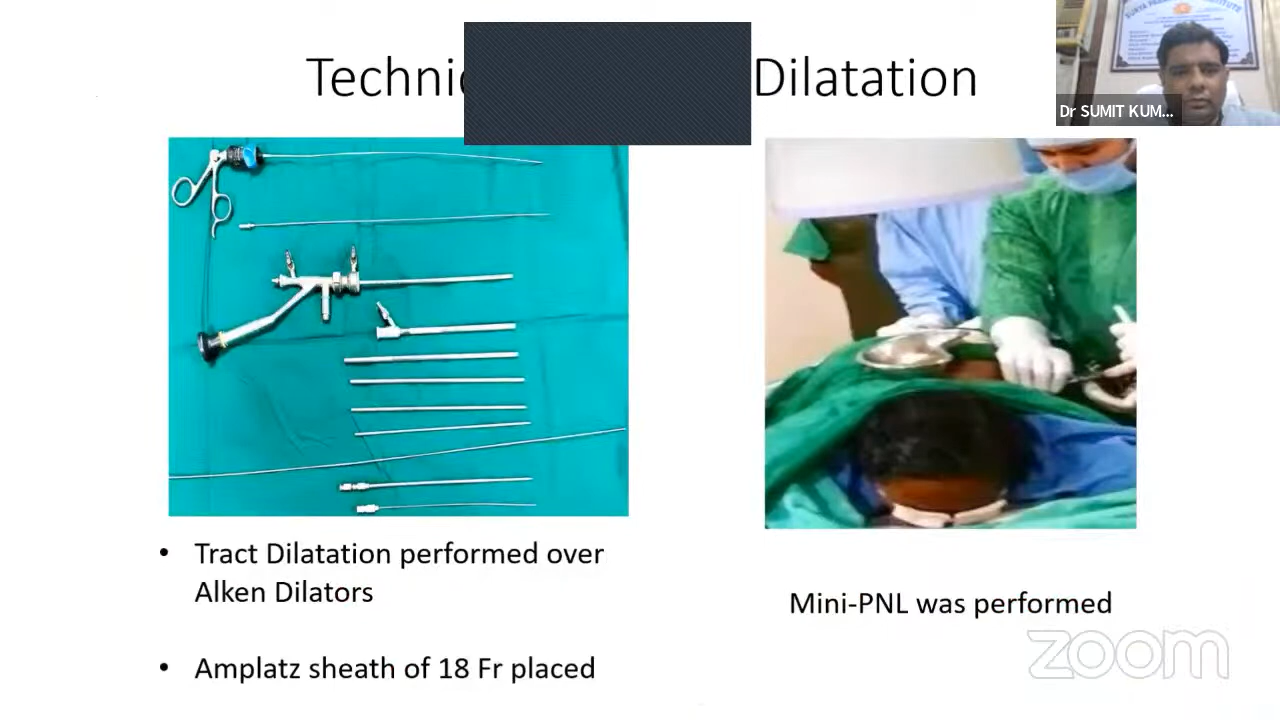 Techni Dilatation
Dr SUMIT KUM...
• Tract Dilatation performed over
Alken Dilators
• Amplatz sheath of 18 Fr placed
Mini-PNL was performed
zoom